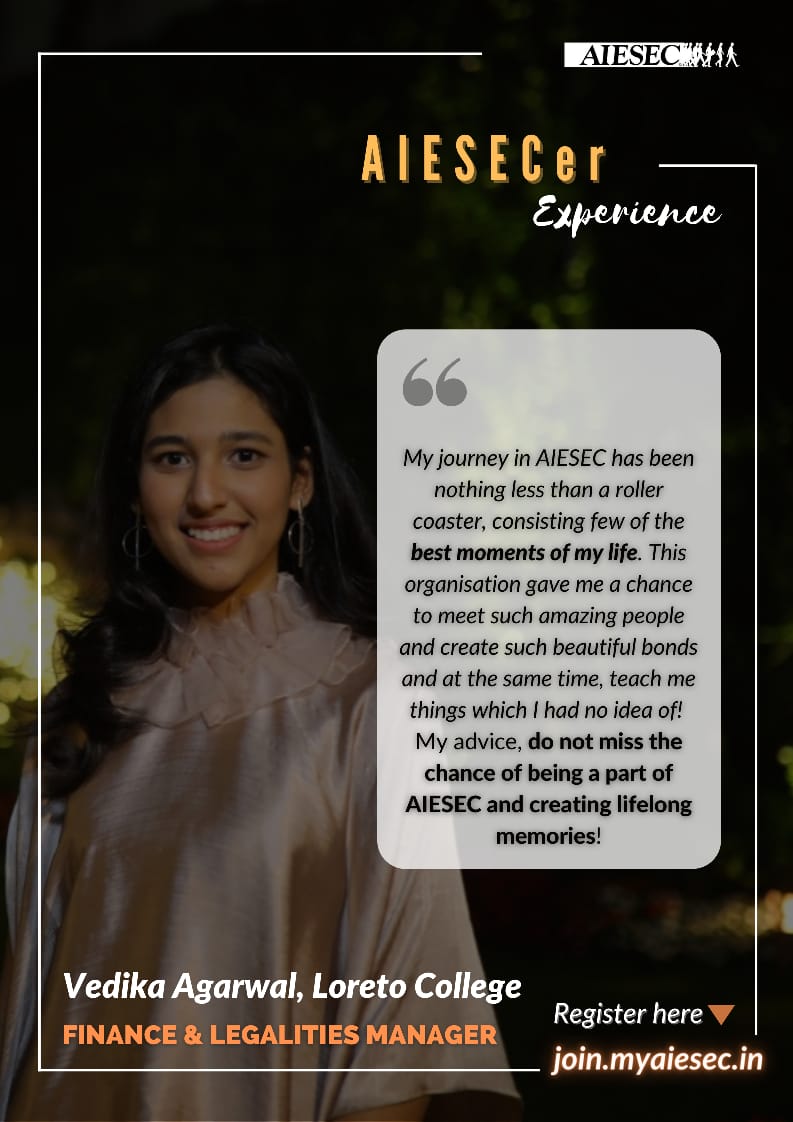 AIESEC
AIESECer
Experience
My journey in AIESEC has been
nothing less than a roller
coaster, consisting few of the
best moments of my life. This
organisation gave me a chance
to meet such amazing people
and create such beautiful bonds
and at the same time, teach me
things which I had no idea of!
My advice, do not miss the
chance of being a part of
AIESEC and creating lifelong
memories!
Vedika Agarwal, Loreto College
FINANCE & LEGALITIES MANAGER
Register here
join.myaiesec.in